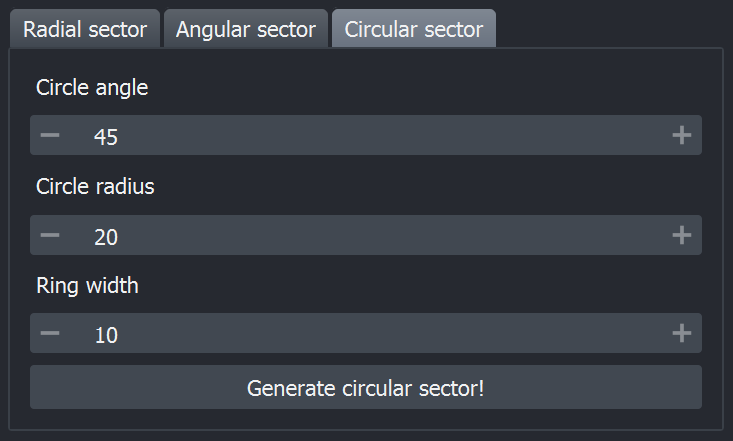 Radial sector Angular sector Circular sector
Circle angle
− 45 +
Circle radius
− 20 +
Ring width
− 10 +
Generate circular sector!